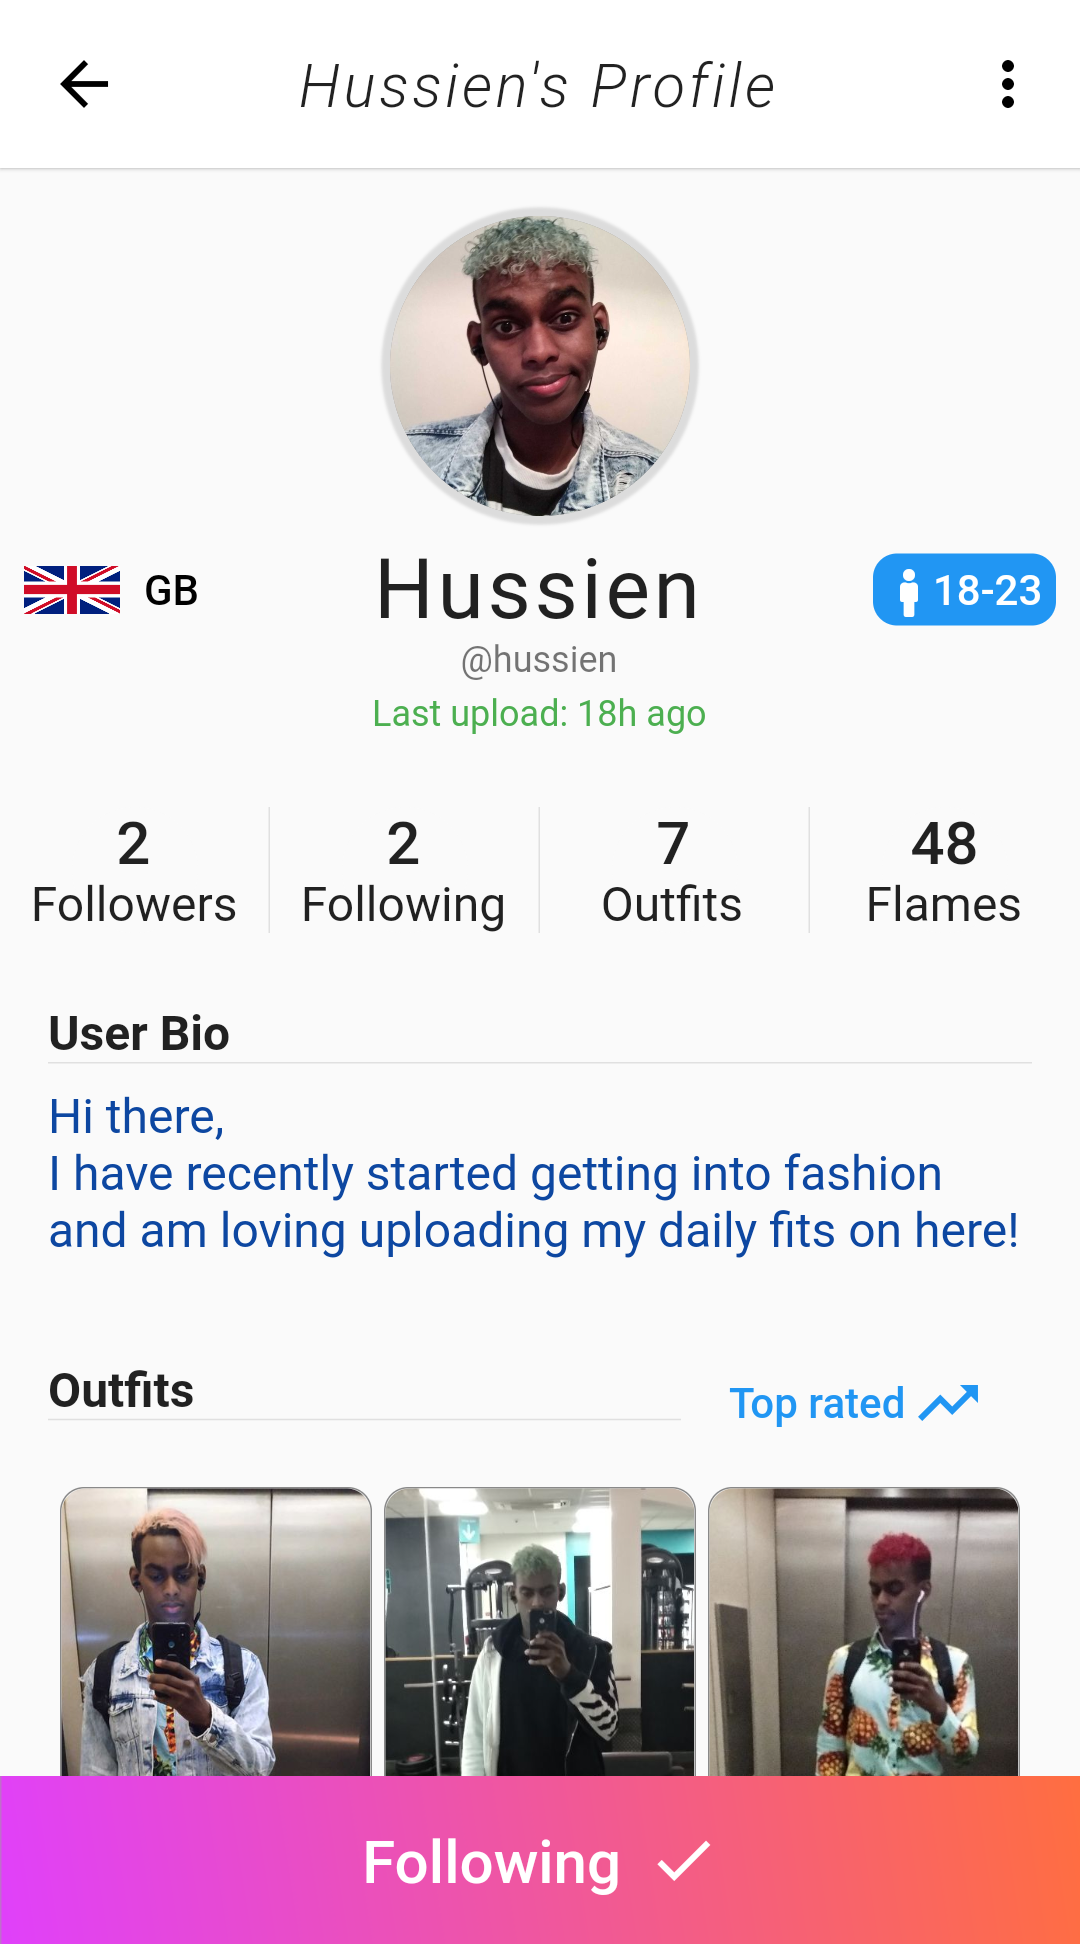 Hussien's Profile
GB
Hussien
18-23
@hussien
Last upload: 18h ago
2
Followers
2
Following
7
Outfits
48
Flames
User Bio
Hi there,
I have recently started getting into fashion
and am loving uploading my daily fits on here!
Outfits
Top rated
Following